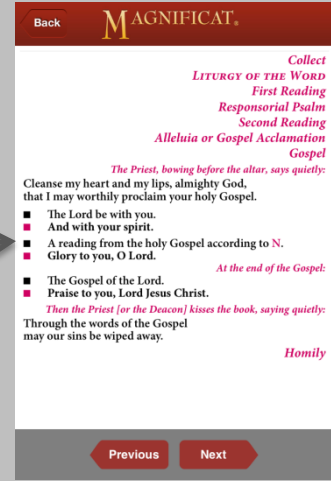 Back
MAGNIFICAT®
Collect
LITURGY OF THE WORD
First Reading
Responsorial Psalm
Second Reading
Alleluia or Gospel Acclamation
Gospel
The Priest, bowing before the altar, says quietly:
Cleanse my heart and my lips, almighty God,
that I may worthily proclaim your holy Gospel.
■ The Lord be with you.
■ And with your spirit.
■ A reading from the holy Gospel according to N.
■ Glory to you, O Lord.
At the end of the Gospel:
■ The Gospel of the Lord.
■ Praise to you, Lord Jesus Christ.
Then the Priest [or the Deacon] kisses the book, saying quietly:
Through the words of the Gospel
may our sins be wiped away.
Homily
Previous Next